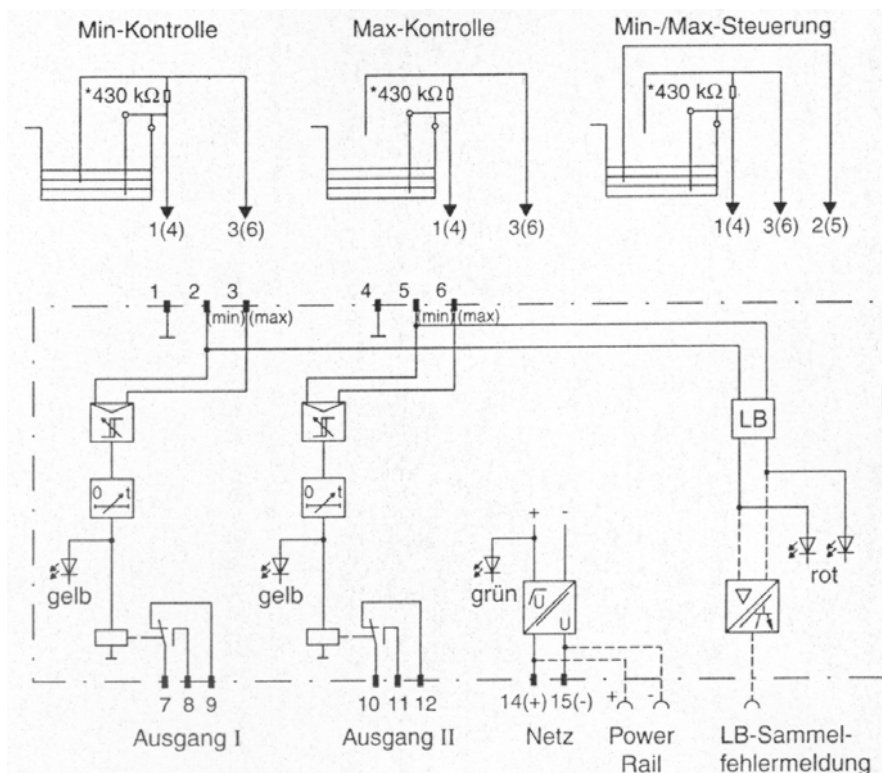 Min-Kontrolle Max-Kontrolle Min-/Max-Steuerung
*430 kΩ *430 kΩ *430 kΩ
1(4) 3(6) 1(4) 3(6) 1(4) 3(6) 2(5)
1 2 3 4 5 6
(min) (max) (min) (max)
LB
0 t 0 t
+ -
gelb gelb grün rot
U
U
7 8 9 10 11 12 14(+) 15(-) + -
Ausgang I Ausgang II Netz Power LB-Sammel-
Rail fehlermeldung